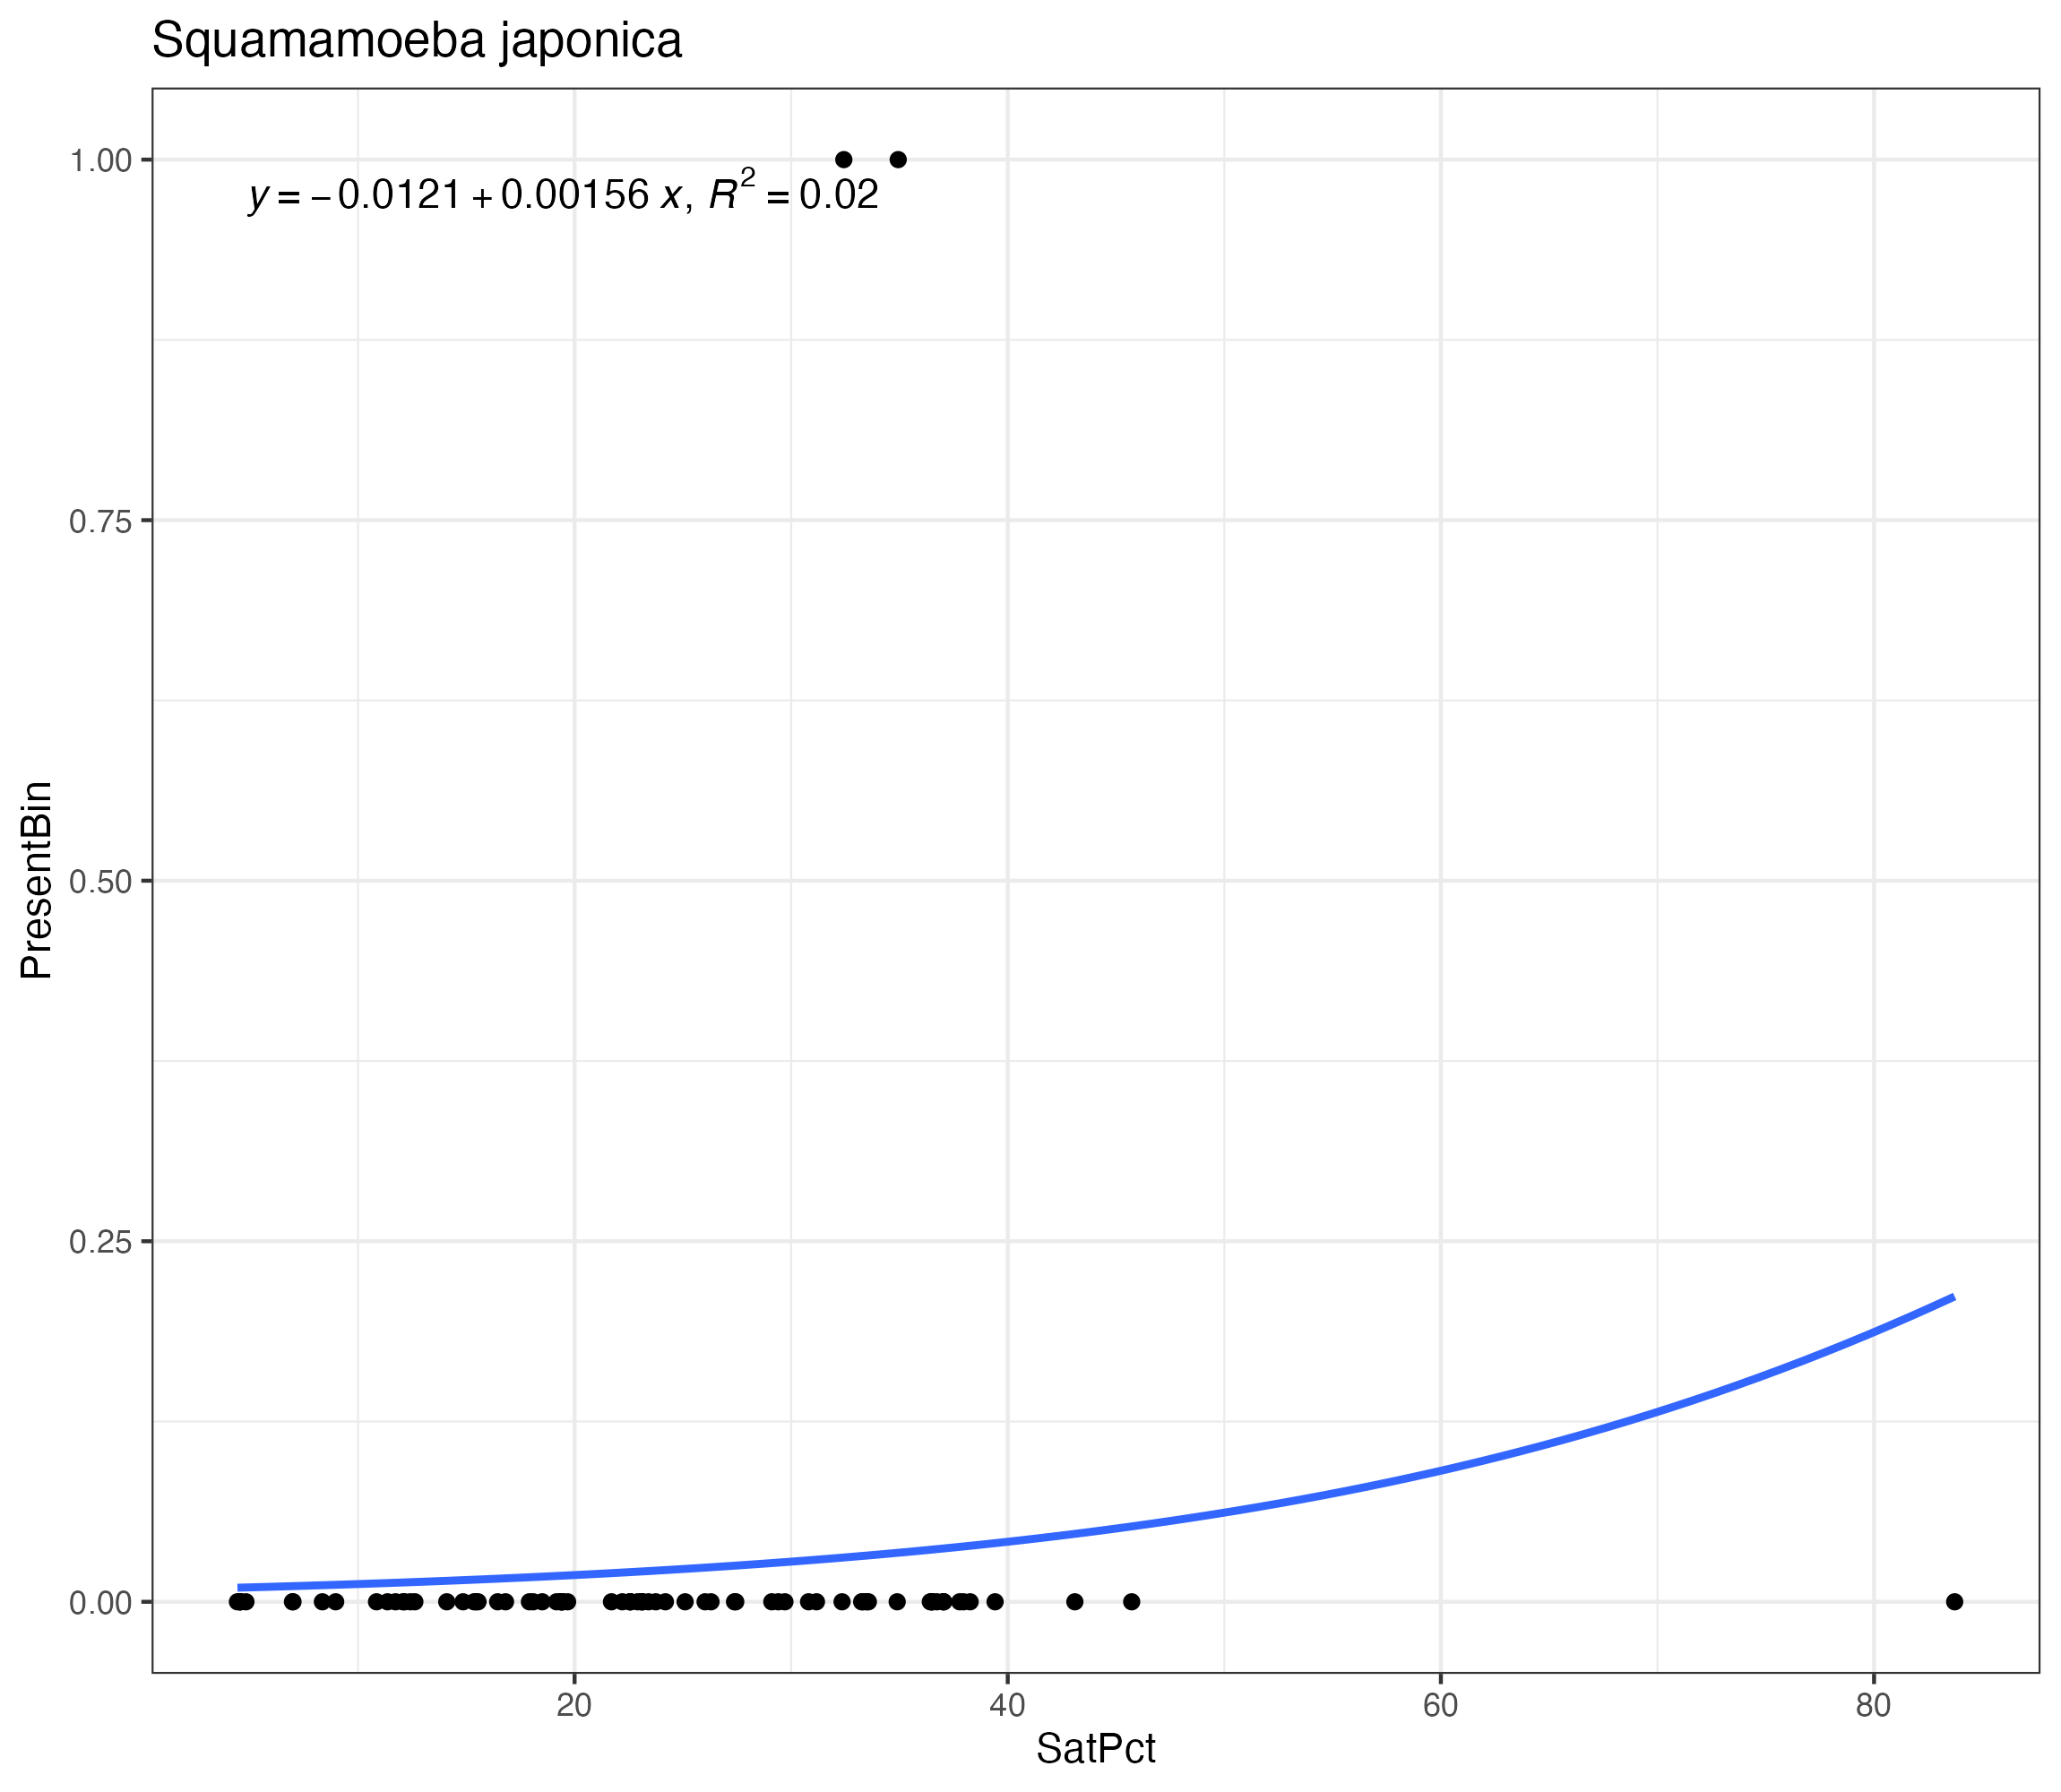 Squamamoeba japonica
y = −0.0121 + 0.00156 x, R² = 0.02
1.00
0.75
0.50
0.25
0.00
PresentBin
20 40 60 80
SatPct